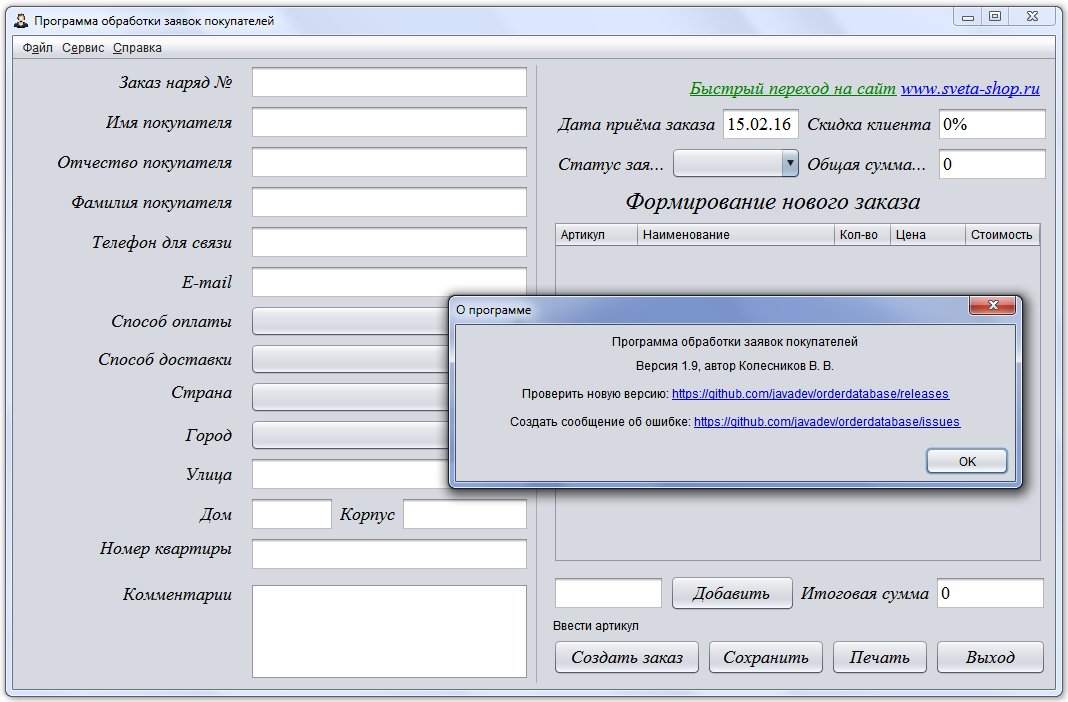 Программа обработки заявок покупателей
Файл Сервис Справка
Заказ наряд №
Имя покупателя
Отчество покупателя
Фамилия покупателя
Телефон для связи
E-mail
Способ оплаты
Способ доставки
Страна
Город
Улица
Дом Корпус
Номер квартиры
Комментарии
Быстрый переход на сайт www.sveta-shop.ru
Дата приёма заказа 15.02.16 Скидка клиента 0%
Статус зая... Общая сумма... 0
Формирование нового заказа
Артикул Наименование Кол-во Цена Стоимость
О программе
Программа обработки заявок покупателей
Версия 1.9, автор Колесников В. В.
Проверить новую версию: https://github.com/javadev/orderdatabase/releases
Создать сообщение об ошибке: https://github.com/javadev/orderdatabase/issues
OK
Добавить Итоговая сумма 0
Ввести артикул
Создать заказ Сохранить Печать Выход